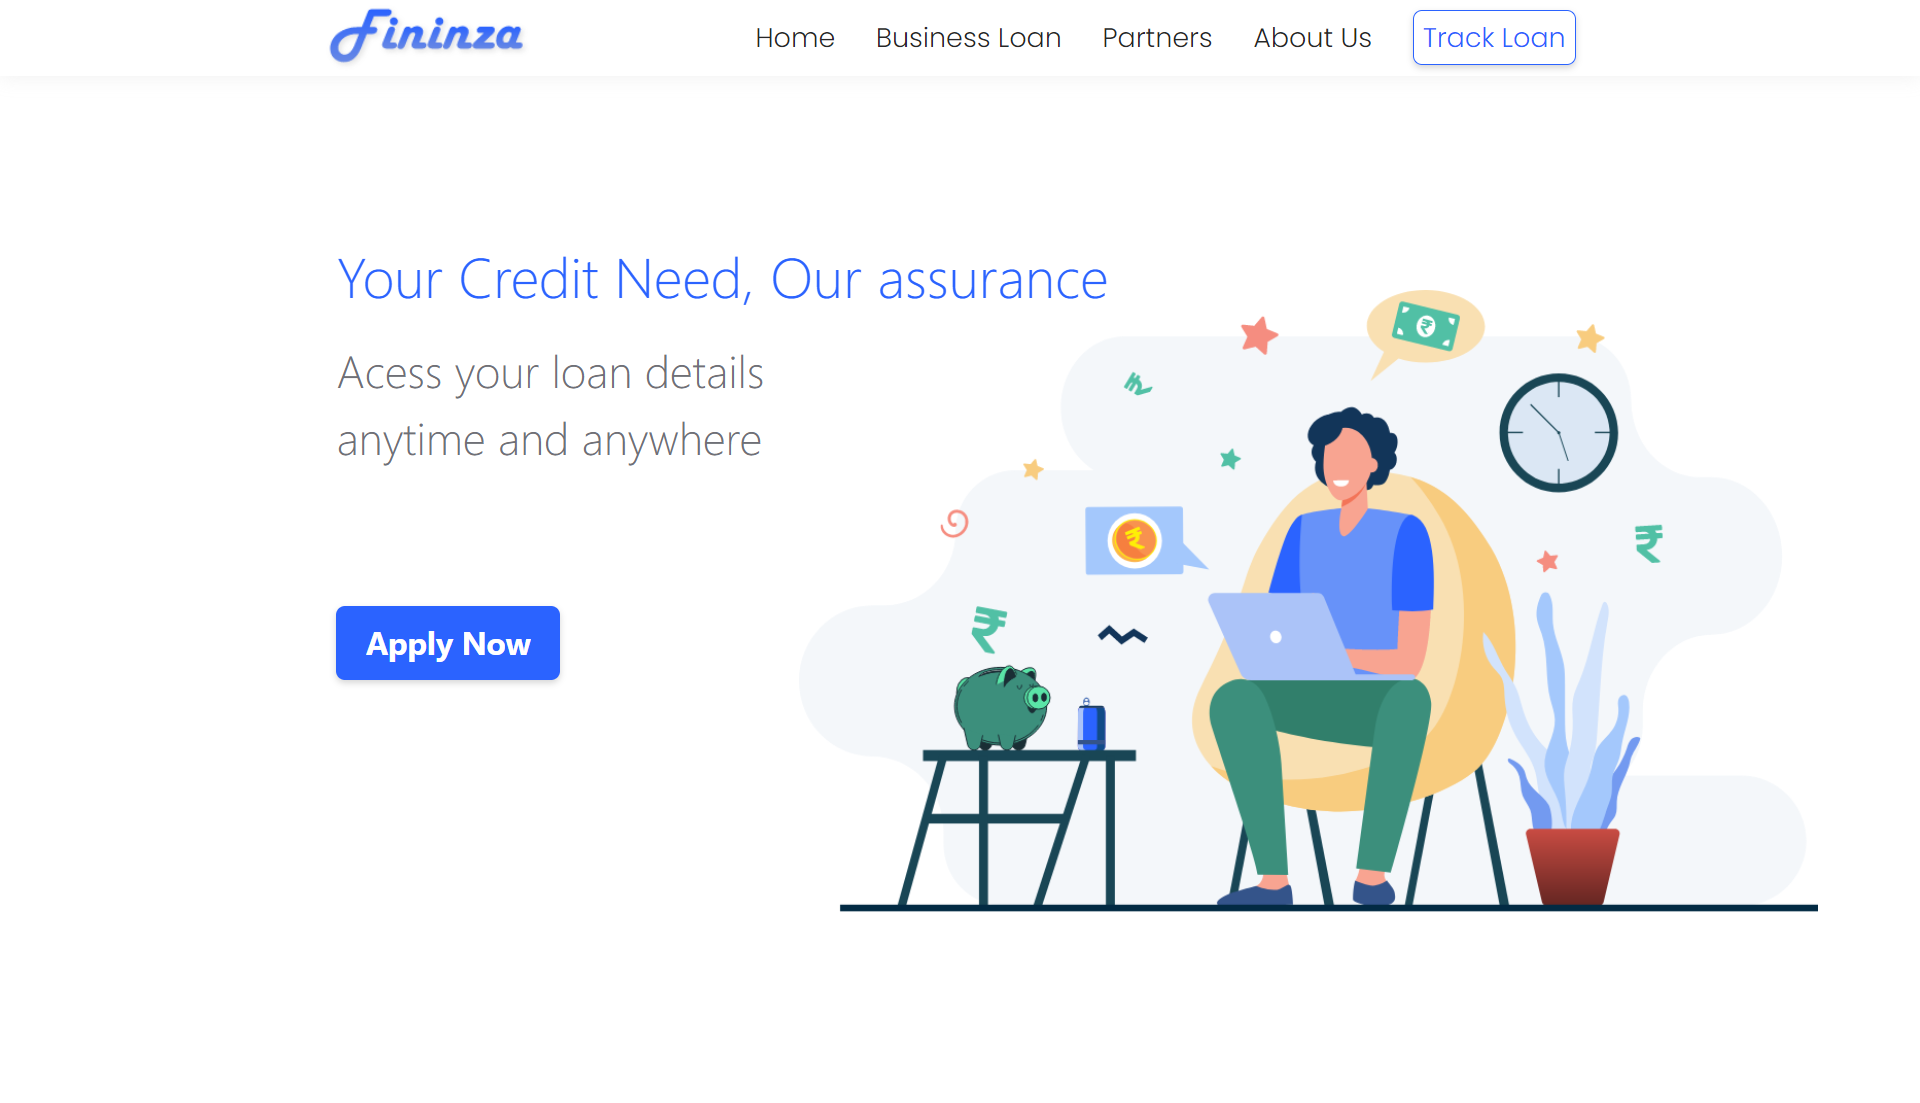 Fininza
Home
Business Loan
Partners
About Us
Track Loan
Your Credit Need, Our assurance
Acess your loan details
anytime and anywhere
Apply Now